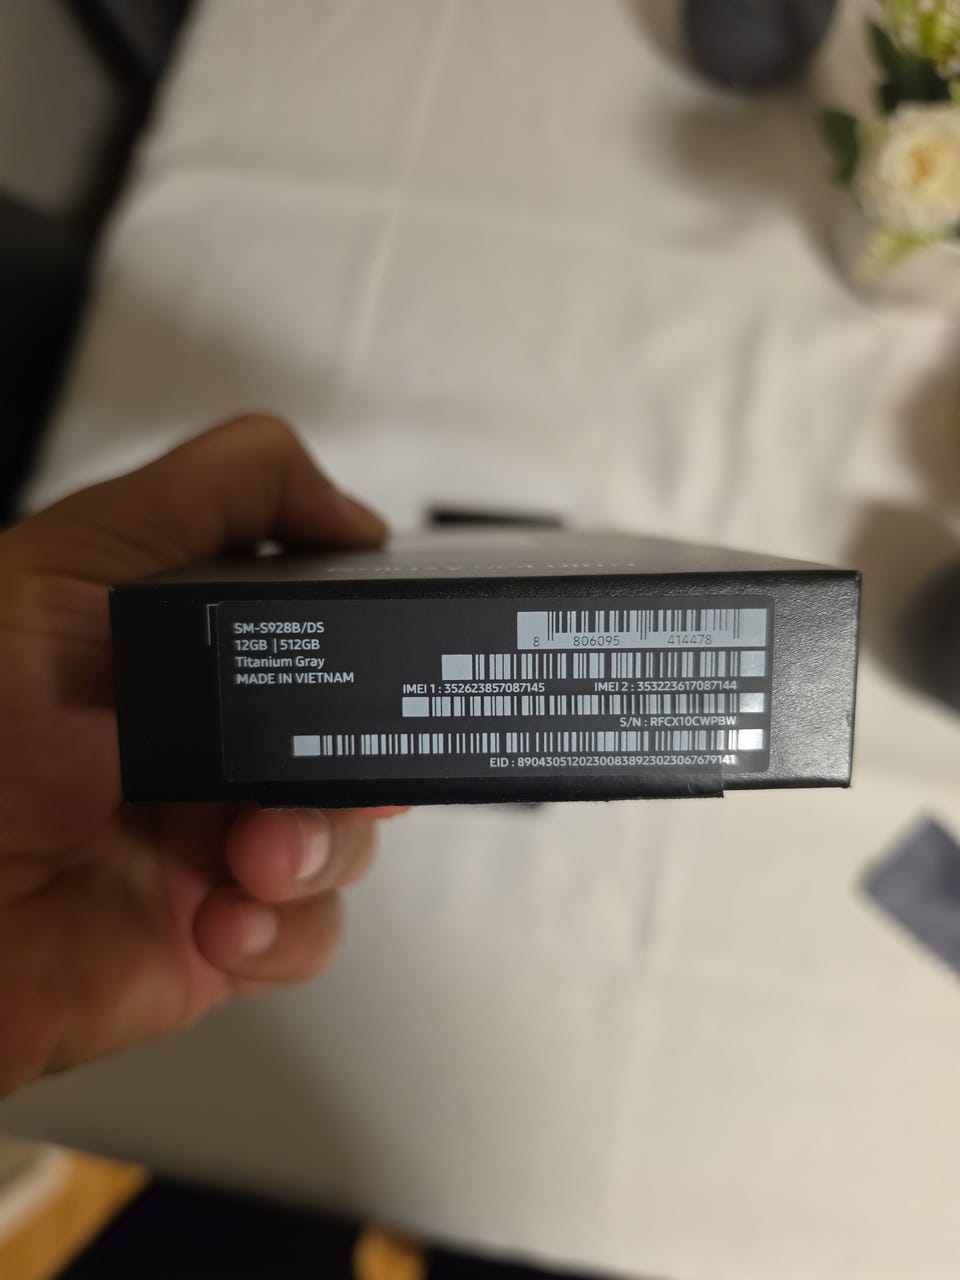 SM-S928B/DS
12GB | 512GB
Titanium Gray
MADE IN VIETNAM
8 806095 414478
IMEI 1 : 352623857087145 IMEI 2 : 353223617087144
S/N : RFCX10CWPBW
EID : 89043051202300838923023067679141